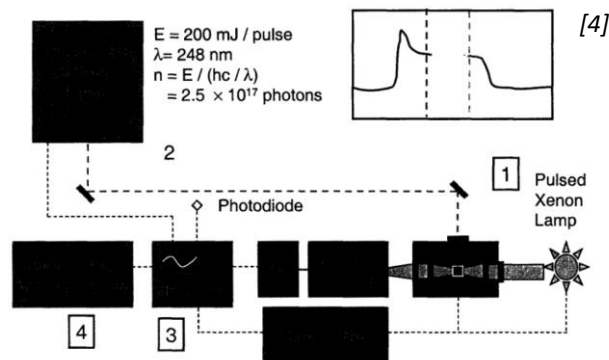 E = 200 mJ / pulse
λ= 248 nm
n = E / (hc / λ)
= 2.5 × 10¹⁷ photons
[4]
2
1
Pulsed
Xenon
Lamp
Photodiode
4
3